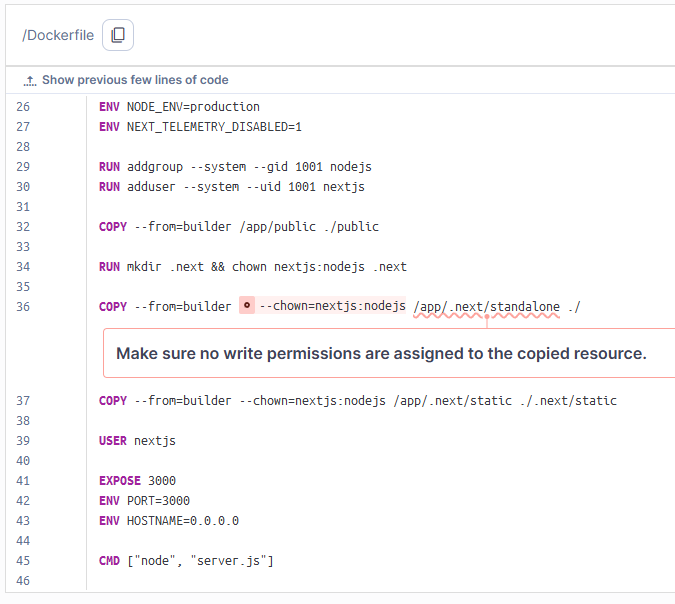 /Dockerfile
Show previous few lines of code
26 ENV NODE_ENV=production
27 ENV NEXT_TELEMETRY_DISABLED=1
28
29 RUN addgroup --system --gid 1001 nodejs
30 RUN adduser --system --uid 1001 nextjs
31
32 COPY --from=builder /app/public ./public
33
34 RUN mkdir .next && chown nextjs:nodejs .next
35
36 COPY --from=builder --chown=nextjs:nodejs /app/.next/standalone ./
Make sure no write permissions are assigned to the copied resource.
37 COPY --from=builder --chown=nextjs:nodejs /app/.next/static ./.next/static
38
39 USER nextjs
40
41 EXPOSE 3000
42 ENV PORT=3000
43 ENV HOSTNAME=0.0.0.0
44
45 CMD ["node", "server.js"]
46